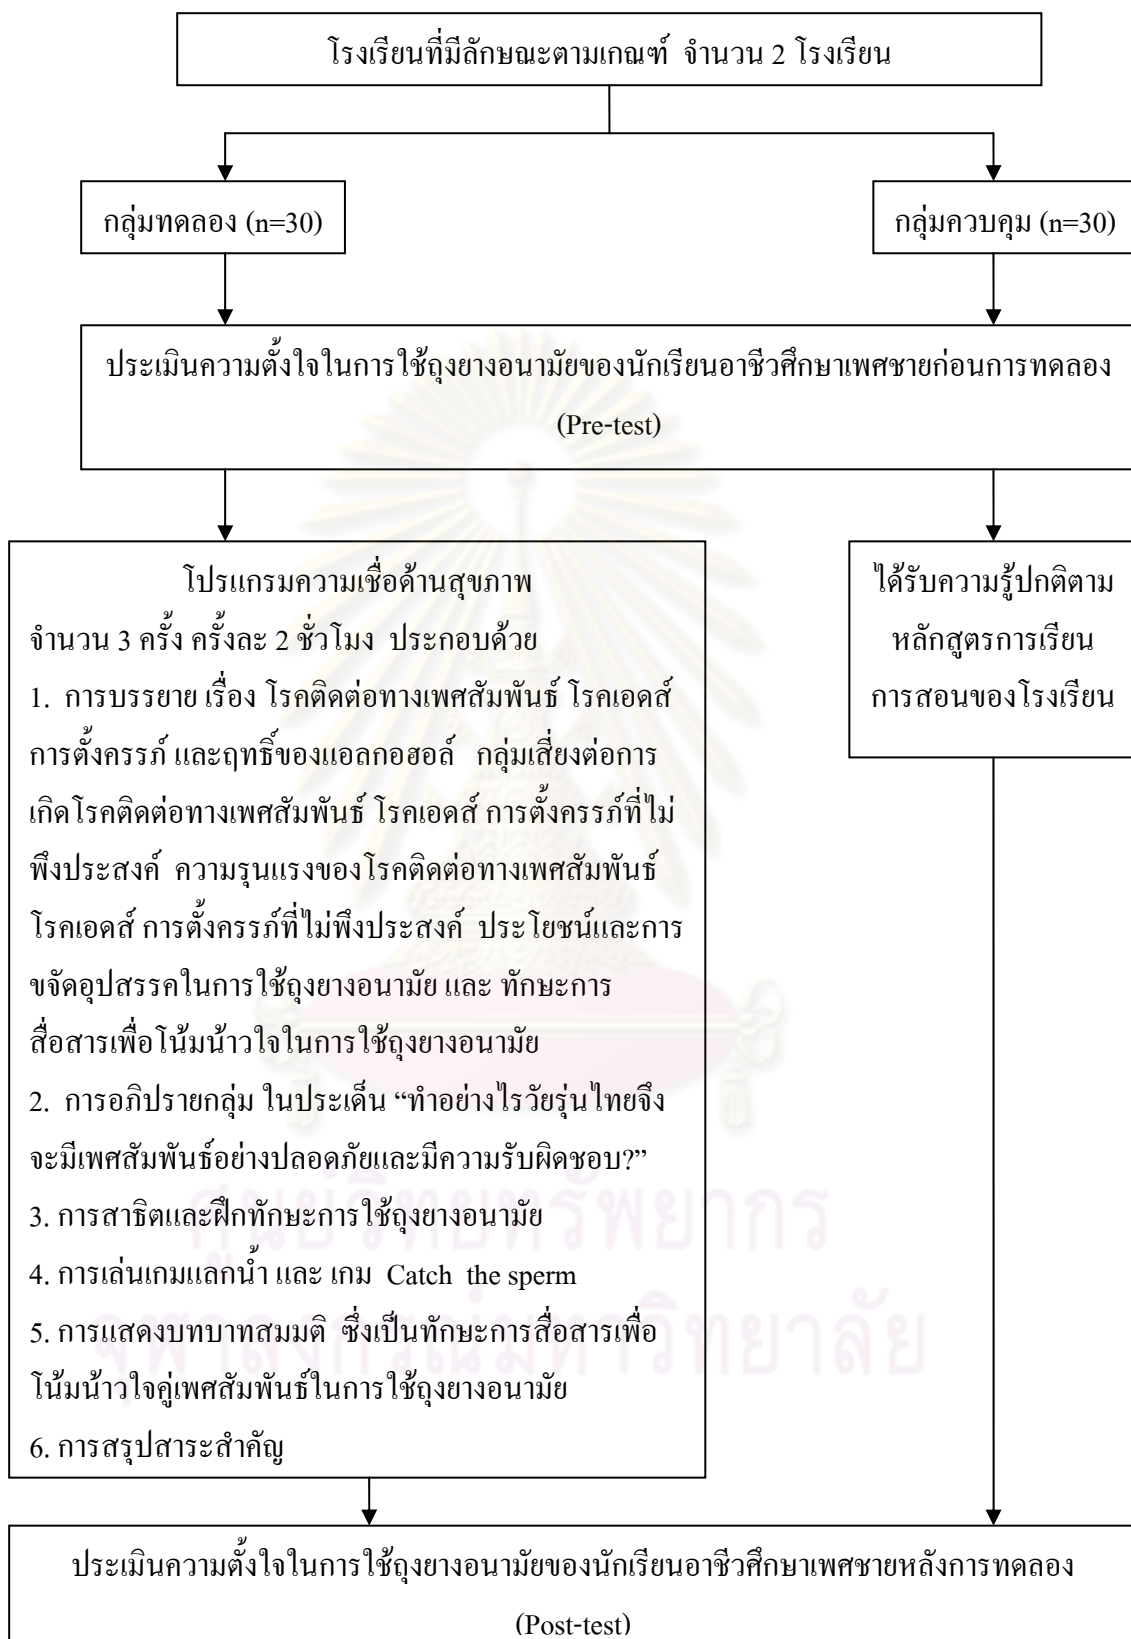 โรงเรียนที่มีลักษณะตามเกณฑ์ จำนวน 2 โรงเรียน
กลุ่มทดลอง (n=30)
กลุ่มควบคุม (n=30)
ประเมินความตั้งใจในการใช้ถุงยางอนามัยของนักเรียนอาชีวศึกษาเพศชายก่อนการทดลอง
(Pre-test)
โปรแกรมความเชื่อด้านสุขภาพ
จำนวน 3 ครั้ง ครั้งละ 2 ชั่วโมง ประกอบด้วย
1. การบรรยาย เรื่อง โรคติดต่อทางเพศสัมพันธ์ โรคเอดส์
การตั้งครรภ์ และฤทธิ์ของแอลกอฮอล์ กลุ่มเสี่ยงต่อการ
เกิดโรคติดต่อทางเพศสัมพันธ์ โรคเอดส์ การตั้งครรภ์ที่ไม่
พึงประสงค์ ความรุนแรงของโรคติดต่อทางเพศสัมพันธ์
โรคเอดส์ การตั้งครรภ์ที่ไม่พึงประสงค์ ประโยชน์และการ
ขจัดอุปสรรคในการใช้ถุงยางอนามัย และ ทักษะการ
สื่อสารเพื่อโน้มน้าวใจในการใช้ถุงยางอนามัย
2. การอภิปรายกลุ่ม ในประเด็น “ทำอย่างไรวัยรุ่นไทยจึง
จะมีเพศสัมพันธ์อย่างปลอดภัยและมีความรับผิดชอบ?”
3. การสาธิตและฝึกทักษะการใช้ถุงยางอนามัย
4. การเล่นเกมแลกน้ำ และ เกม Catch the sperm
5. การแสดงบทบาทสมมติ ซึ่งเป็นทักษะการสื่อสารเพื่อ
โน้มน้าวใจคู่เพศสัมพันธ์ในการใช้ถุงยางอนามัย
6. การสรุปสาระสำคัญ
ได้รับความรู้ปกติตาม
หลักสูตรการเรียน
การสอนของโรงเรียน
ศูนย์วิทยทรัพยากร
จุฬาลงกรณ์มหาวิทยาลัย
ประเมินความตั้งใจในการใช้ถุงยางอนามัยของนักเรียนอาชีวศึกษาเพศชายหลังการทดลอง
(Post-test)